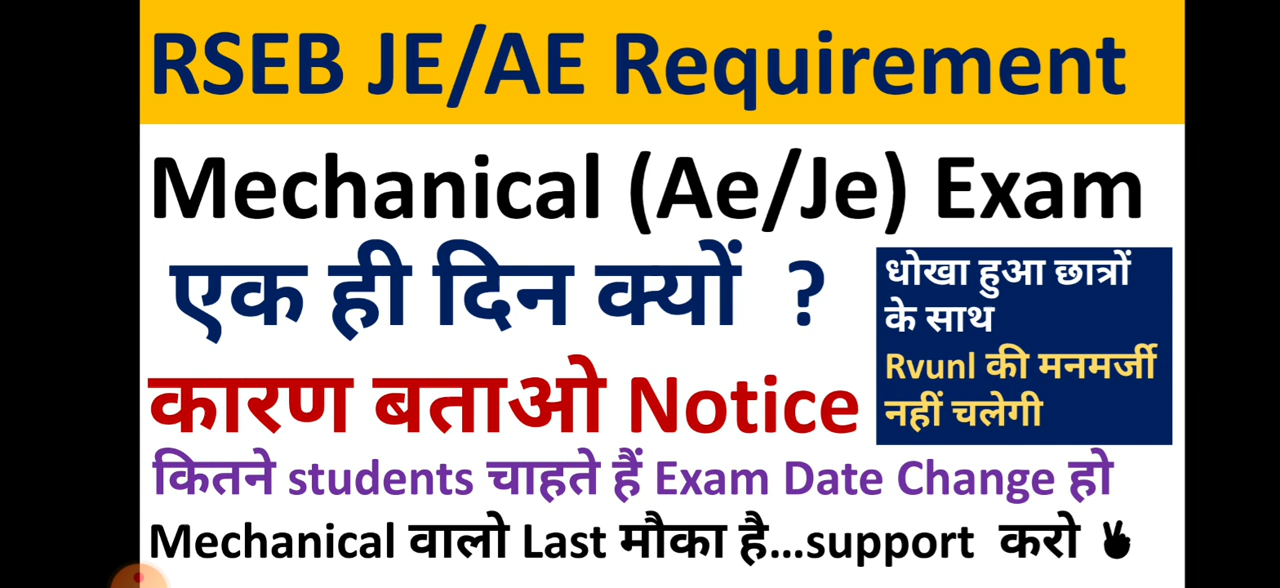 RSEB JE/AE Requirement
Mechanical (Ae/Je) Exam
एक ही दिन क्यों ?
धोखा हुआ छात्रों
के साथ
Rvunl की मनमर्जी
नहीं चलेगी
कारण बताओ Notice
कितने students चाहते हैं Exam Date Change हो
Mechanical वालो Last मौका है...support करो ✌